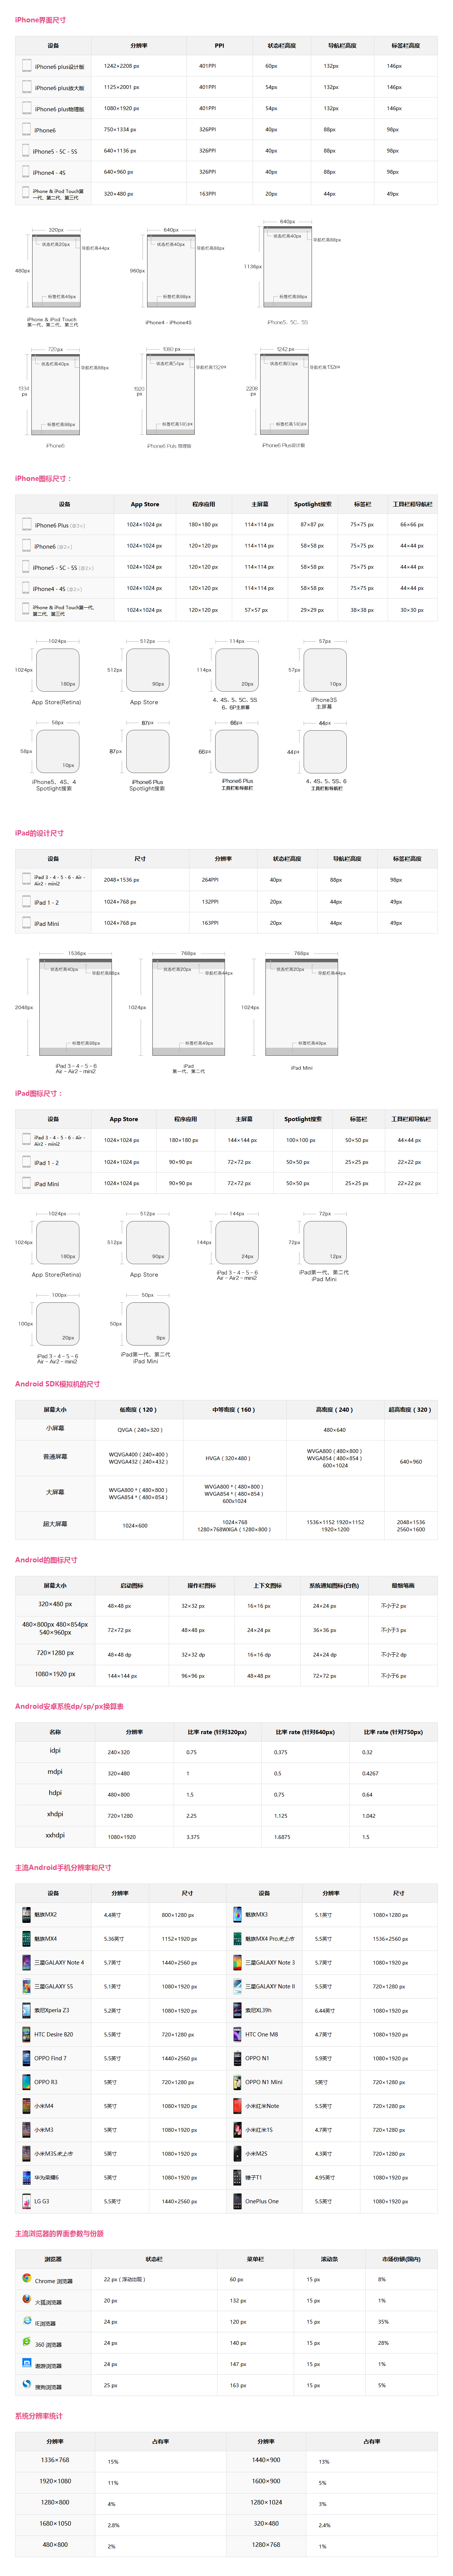 iPhone界面尺寸
设备 分辨率 PPI 状态栏高度 导航栏高度 标签栏高度
iPhone6 plus设计版 1242×2208 px 401PPI 60px 132px 146px
iPhone6 plus放大版 1125×2001 px 401PPI 54px 132px 146px
iPhone6 plus物理版 1080×1920 px 401PPI 54px 132px 146px
iPhone6 750×1334 px 326PPI 40px 88px 98px
iPhone5 - 5C - 5S 640×1136 px 326PPI 40px 88px 98px
iPhone4 - 4S 640×960 px 326PPI 40px 88px 98px
iPhone & iPod Touch第一代、第二代、第三代 320×480 px 163PPI 20px 44px 49px
320px 640px 640px
状态栏高20px 导航栏高44px 状态栏高40px 导航栏高88px 状态栏高40px 导航栏高88px
480px 960px 1136px
标签栏高49px 标签栏高98px 标签栏高98px
iPhone & iPod Touch
第一代、第二代、第三代
iPhone4 - iPhone4S
iPhone5、5C、5S
720px 1080 px 1242 px
状态栏高40px 导航栏高88px 状态栏高54px 导航栏高132px 状态栏高60px 导航栏高132px
1334 px 1920 px 2208 px
标签栏高98px 标签栏高146px 标签栏高146px
iPhone6 iPhone6 Puls 物理版 iPhone6 Plus设计版
iPhone图标尺寸：
设备 App Store 程序应用 主屏幕 Spotlight搜索 标签栏 工具栏和导航栏
iPhone6 Plus (@3×) 1024×1024 px 180×180 px 114×114 px 87×87 px 75×75 px 66×66 px
iPhone6 (@2×) 1024×1024 px 120×120 px 114×114 px 58×58 px 75×75 px 44×44 px
iPhone5 - 5C - 5S (@2×) 1024×1024 px 120×120 px 114×114 px 58×58 px 75×75 px 44×44 px
iPhone4 - 4S (@2×) 1024×1024 px 120×120 px 114×114 px 58×58 px 75×75 px 44×44 px
iPhone & iPod Touch第一代、第二代、第三代 1024×1024 px 120×120 px 57×57 px 29×29 px 38×38 px 30×30 px
1024px 512px 114px 57px
1024px 512px 114px 57px
180px 90px 20px 10px
App Store(Retina) App Store 4、4S、5、5C、5S
6、6P主屏幕
iPhone3S
主屏幕
58px 87px 66px 44px
58px 87px 66px 44px
10px
iPhone5、4S、4
Spotlight搜索
iPhone6 Plus
Spotlight搜索
iPhone6 Plus
工具栏和导航栏
4、4S、5、5S、6
工具栏和导航栏
iPad的设计尺寸
设备 尺寸 分辨率 状态栏高度 导航栏高度 标签栏高度
iPad 3 - 4 - 5 - 6 - Air - Air2 - mini2 2048×1536 px 264PPI 40px 88px 98px
iPad 1 - 2 1024×768 px 132PPI 20px 44px 49px
iPad Mini 1024×768 px 163PPI 20px 44px 49px
1536px 768px 768px
状态栏高40px 导航栏高88px 状态栏高20px 导航栏高44px 状态栏高20px 导航栏高44px
2048px 1024px 1024px
标签栏高98px 标签栏高49px 标签栏高49px
iPad 3 - 4 - 5 - 6
Air - Air2 - mini2
iPad
第一代、第二代
iPad Mini
iPad图标尺寸：
设备 App Store 程序应用 主屏幕 Spotlight搜索 标签栏 工具栏和导航栏
iPad 3 - 4 - 5 - 6 - Air - Air2 - mini2 1024×1024 px 180×180 px 144×144 px 100×100 px 50×50 px 44×44 px
iPad 1 - 2 1024×1024 px 90×90 px 72×72 px 50×50 px 25×25 px 22×22 px
iPad Mini 1024×1024 px 90×90 px 72×72 px 50×50 px 25×25 px 22×22 px
1024px 512px 144px 72px
1024px 512px 144px 72px
180px 90px 24px 12px
App Store(Retina) App Store iPad 3 - 4 - 5 - 6
Air - Air2 - mini2
iPad第一代、第二代
iPad Mini
100px 50px
100px 50px
20px 9px
iPad 3 - 4 - 5 - 6
Air - Air2 - mini2
iPad第一代、第二代
iPad Mini
Android SDK模拟机的尺寸
屏幕大小 低密度（120） 中等密度（160） 高密度（240） 超高密度（320）
小屏幕 QVGA（240×320） 480×640
普通屏幕 WQVGA400（240×400）
WQVGA432（240×432） HVGA（320×480） WVGA800（480×800）
WVGA854（480×854）
600×1024 640×960
大屏幕 WVGA800 *（480×800）
WVGA854 *（480×854） WVGA800 *（480×800）
WVGA854 *（480×854）
600x1024
超大屏幕 1024×600 1024×768
1280×768WXGA（1280×800） 1536×1152 1920×1152
1920×1200 2048×1536
2560×1600
Android的图标尺寸
屏幕大小 启动图标 操作栏图标 上下文图标 系统通知图标(白色) 最细笔画
320×480 px 48×48 px 32×32 px 16×16 px 24×24 px 不小于2 px
480×800px 480×854px 540×960px 72×72 px 48×48 px 24×24 px 36×36 px 不小于3 px
720×1280 px 48×48 dp 32×32 dp 16×16 dp 24×24 dp 不小于2 dp
1080×1920 px 144×144 px 96×96 px 48×48 px 72×72 px 不小于6 px
Android安卓系统dp/sp/px换算表
名称 分辨率 比率 rate (针对320px) 比率 rate (针对640px) 比率 rate (针对750px)
idpi 240×320 0.75 0.375 0.32
mdpi 320×480 1 0.5 0.4267
hdpi 480×800 1.5 0.75 0.64
xhdpi 720×1280 2.25 1.125 1.042
xxhdpi 1080×1920 3.375 1.6875 1.5
主流Android手机分辨率和尺寸
设备 分辨率 尺寸 设备 分辨率 尺寸
魅族MX2 4.4英寸 800×1280 px 魅族MX3 5.1英寸 1080×1280 px
魅族MX4 5.36英寸 1152×1920 px 魅族MX4 Pro未上市 5.5英寸 1536×2560 px
三星GALAXY Note 4 5.7英寸 1440×2560 px 三星GALAXY Note 3 5.7英寸 1080×1920 px
三星GALAXY S5 5.1英寸 1080×1920 px 三星GALAXY Note II 5.5英寸 720×1280 px
索尼Xperia Z3 5.2英寸 1080×1920 px 索尼XL39h 6.44英寸 1080×1920 px
HTC Desire 820 5.5英寸 720×1280 px HTC One M8 4.7英寸 1080×1920 px
OPPO Find 7 5.5英寸 1440×2560 px OPPO N1 5.9英寸 1080×1920 px
OPPO R3 5英寸 720×1280 px OPPO N1 Mini 5英寸 720×1280 px
小米M4 5英寸 1080×1920 px 小米红米Note 5.5英寸 720×1280 px
小米M3 5英寸 1080×1920 px 小米红米1S 4.7英寸 720×1280 px
小米M3S未上市 5英寸 1080×1920 px 小米M2S 4.3英寸 720×1280 px
华为荣耀6 5英寸 1080×1920 px 锤子T1 4.95英寸 1080×1920 px
LG G3 5.5英寸 1440×2560 px OnePlus One 5.5英寸 1080×1920 px
主流浏览器的界面参数与份额
浏览器 状态栏 菜单栏 滚动条 市场份额(国内)
Chrome 浏览器 22 px（浮动出现） 60 px 15 px 8%
火狐浏览器 20 px 132 px 15 px 1%
IE浏览器 24 px 120 px 15 px 35%
360 浏览器 24 px 140 px 15 px 28%
遨游浏览器 24 px 147 px 15 px 1%
搜狗浏览器 25 px 163 px 15 px 5%
系统分辨率统计
分辨率 占有率 分辨率 占有率
1336×768 15% 1440×900 13%
1920×1080 11% 1600×900 5%
1280×800 4% 1280×1024 3%
1680×1050 2.8% 320×480 2.4%
480×800 2% 1280×768 1%